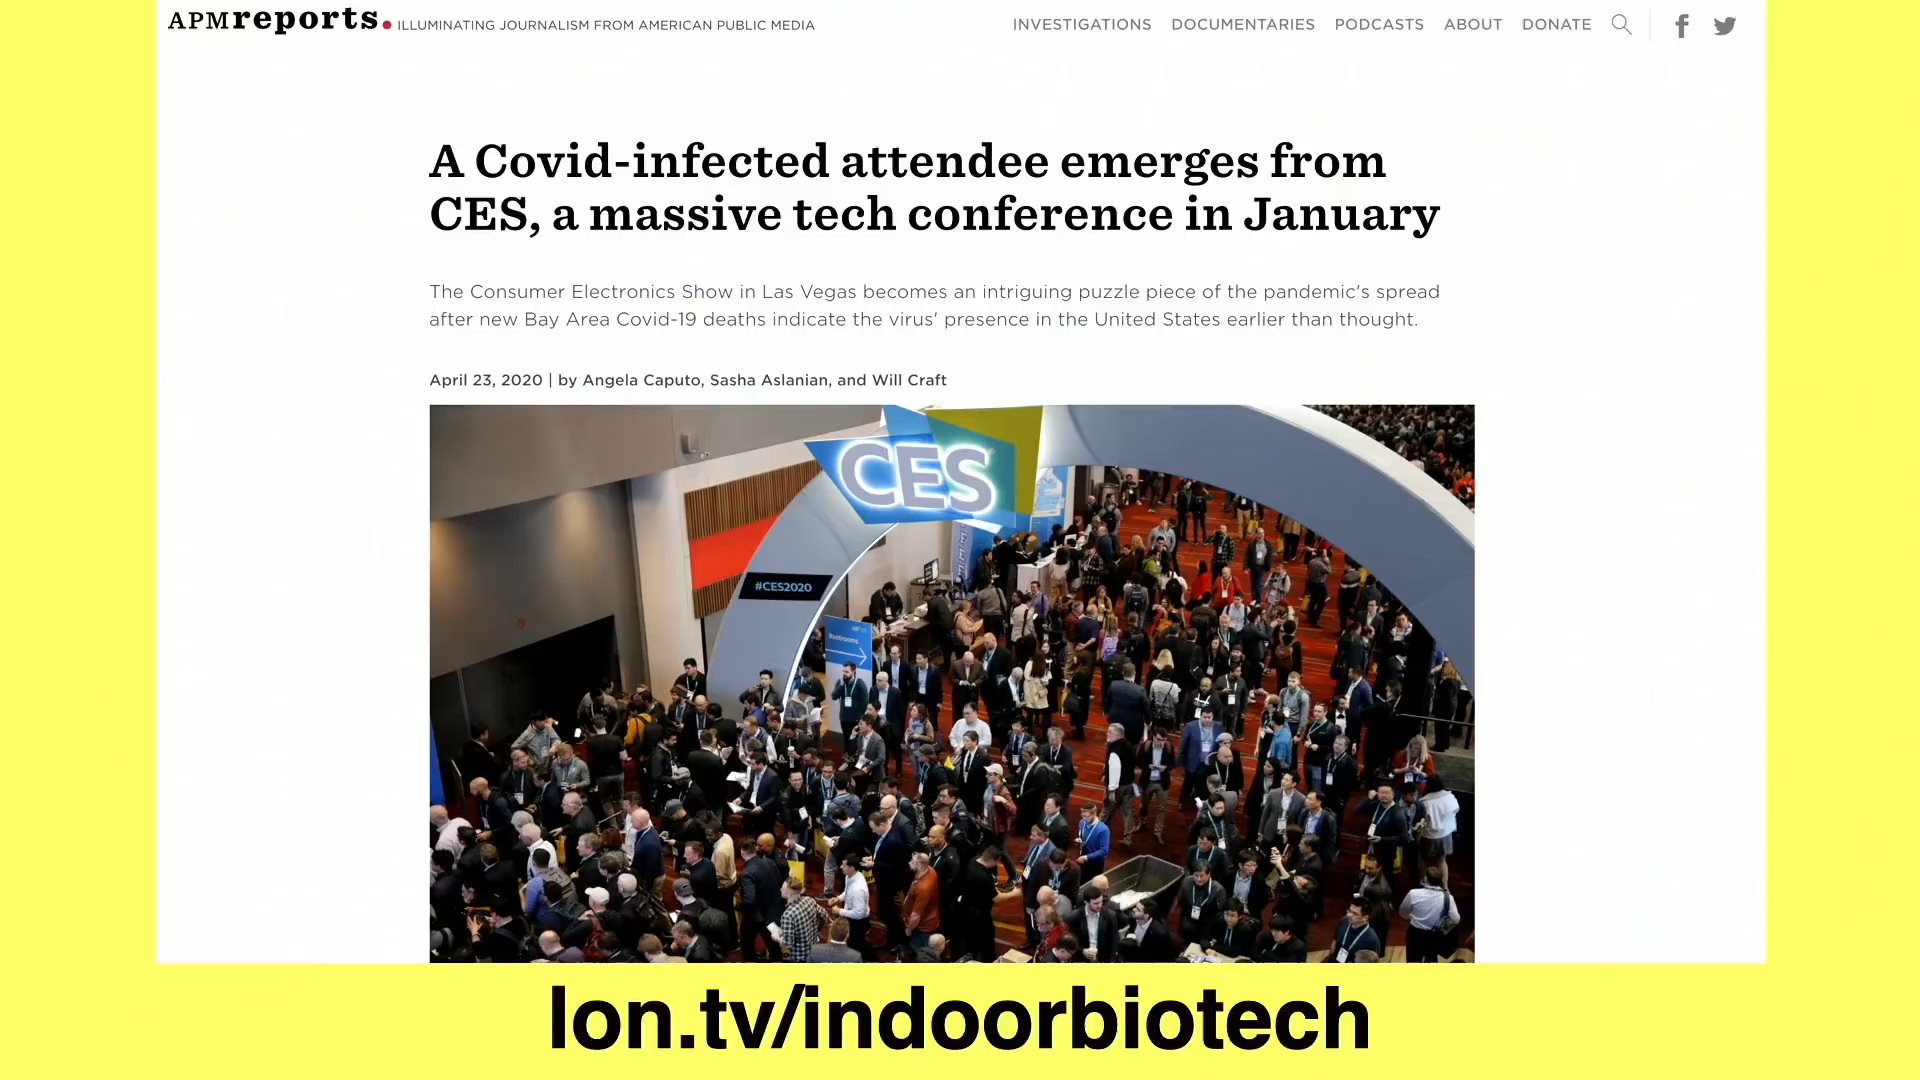 APMreports. ILLUMINATING JOURNALISM FROM AMERICAN PUBLIC MEDIA
INVESTIGATIONS DOCUMENTARIES PODCASTS ABOUT DONATE
A Covid-infected attendee emerges from
CES, a massive tech conference in January
The Consumer Electronics Show in Las Vegas becomes an intriguing puzzle piece of the pandemic's spread
after new Bay Area Covid-19 deaths indicate the virus' presence in the United States earlier than thought.
April 23, 2020 | by Angela Caputo, Sasha Aslanian, and Will Craft
CES
#CES2020
Restrooms
lon.tv/indoorbiotech